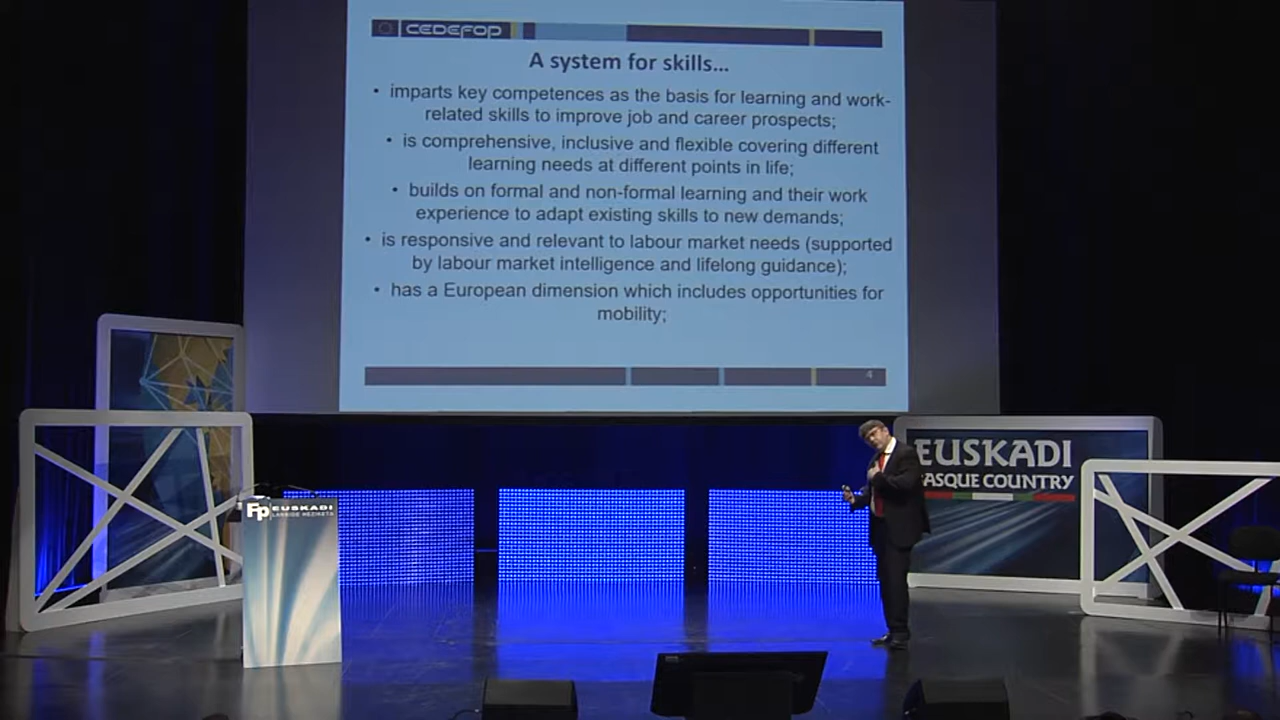 CEDEFOP
A system for skills...
• imparts key competences as the basis for learning and work-
related skills to improve job and career prospects;
• is comprehensive, inclusive and flexible covering different
learning needs at different points in life;
• builds on formal and non-formal learning and their work
experience to adapt existing skills to new demands;
• is responsive and relevant to labour market needs (supported
by labour market intelligence and lifelong guidance);
• has a European dimension which includes opportunities for
mobility;
4
EUSKADI
ASQUE COUNTRY
Fp EUSKADI
LANBIDE HEZIKETA